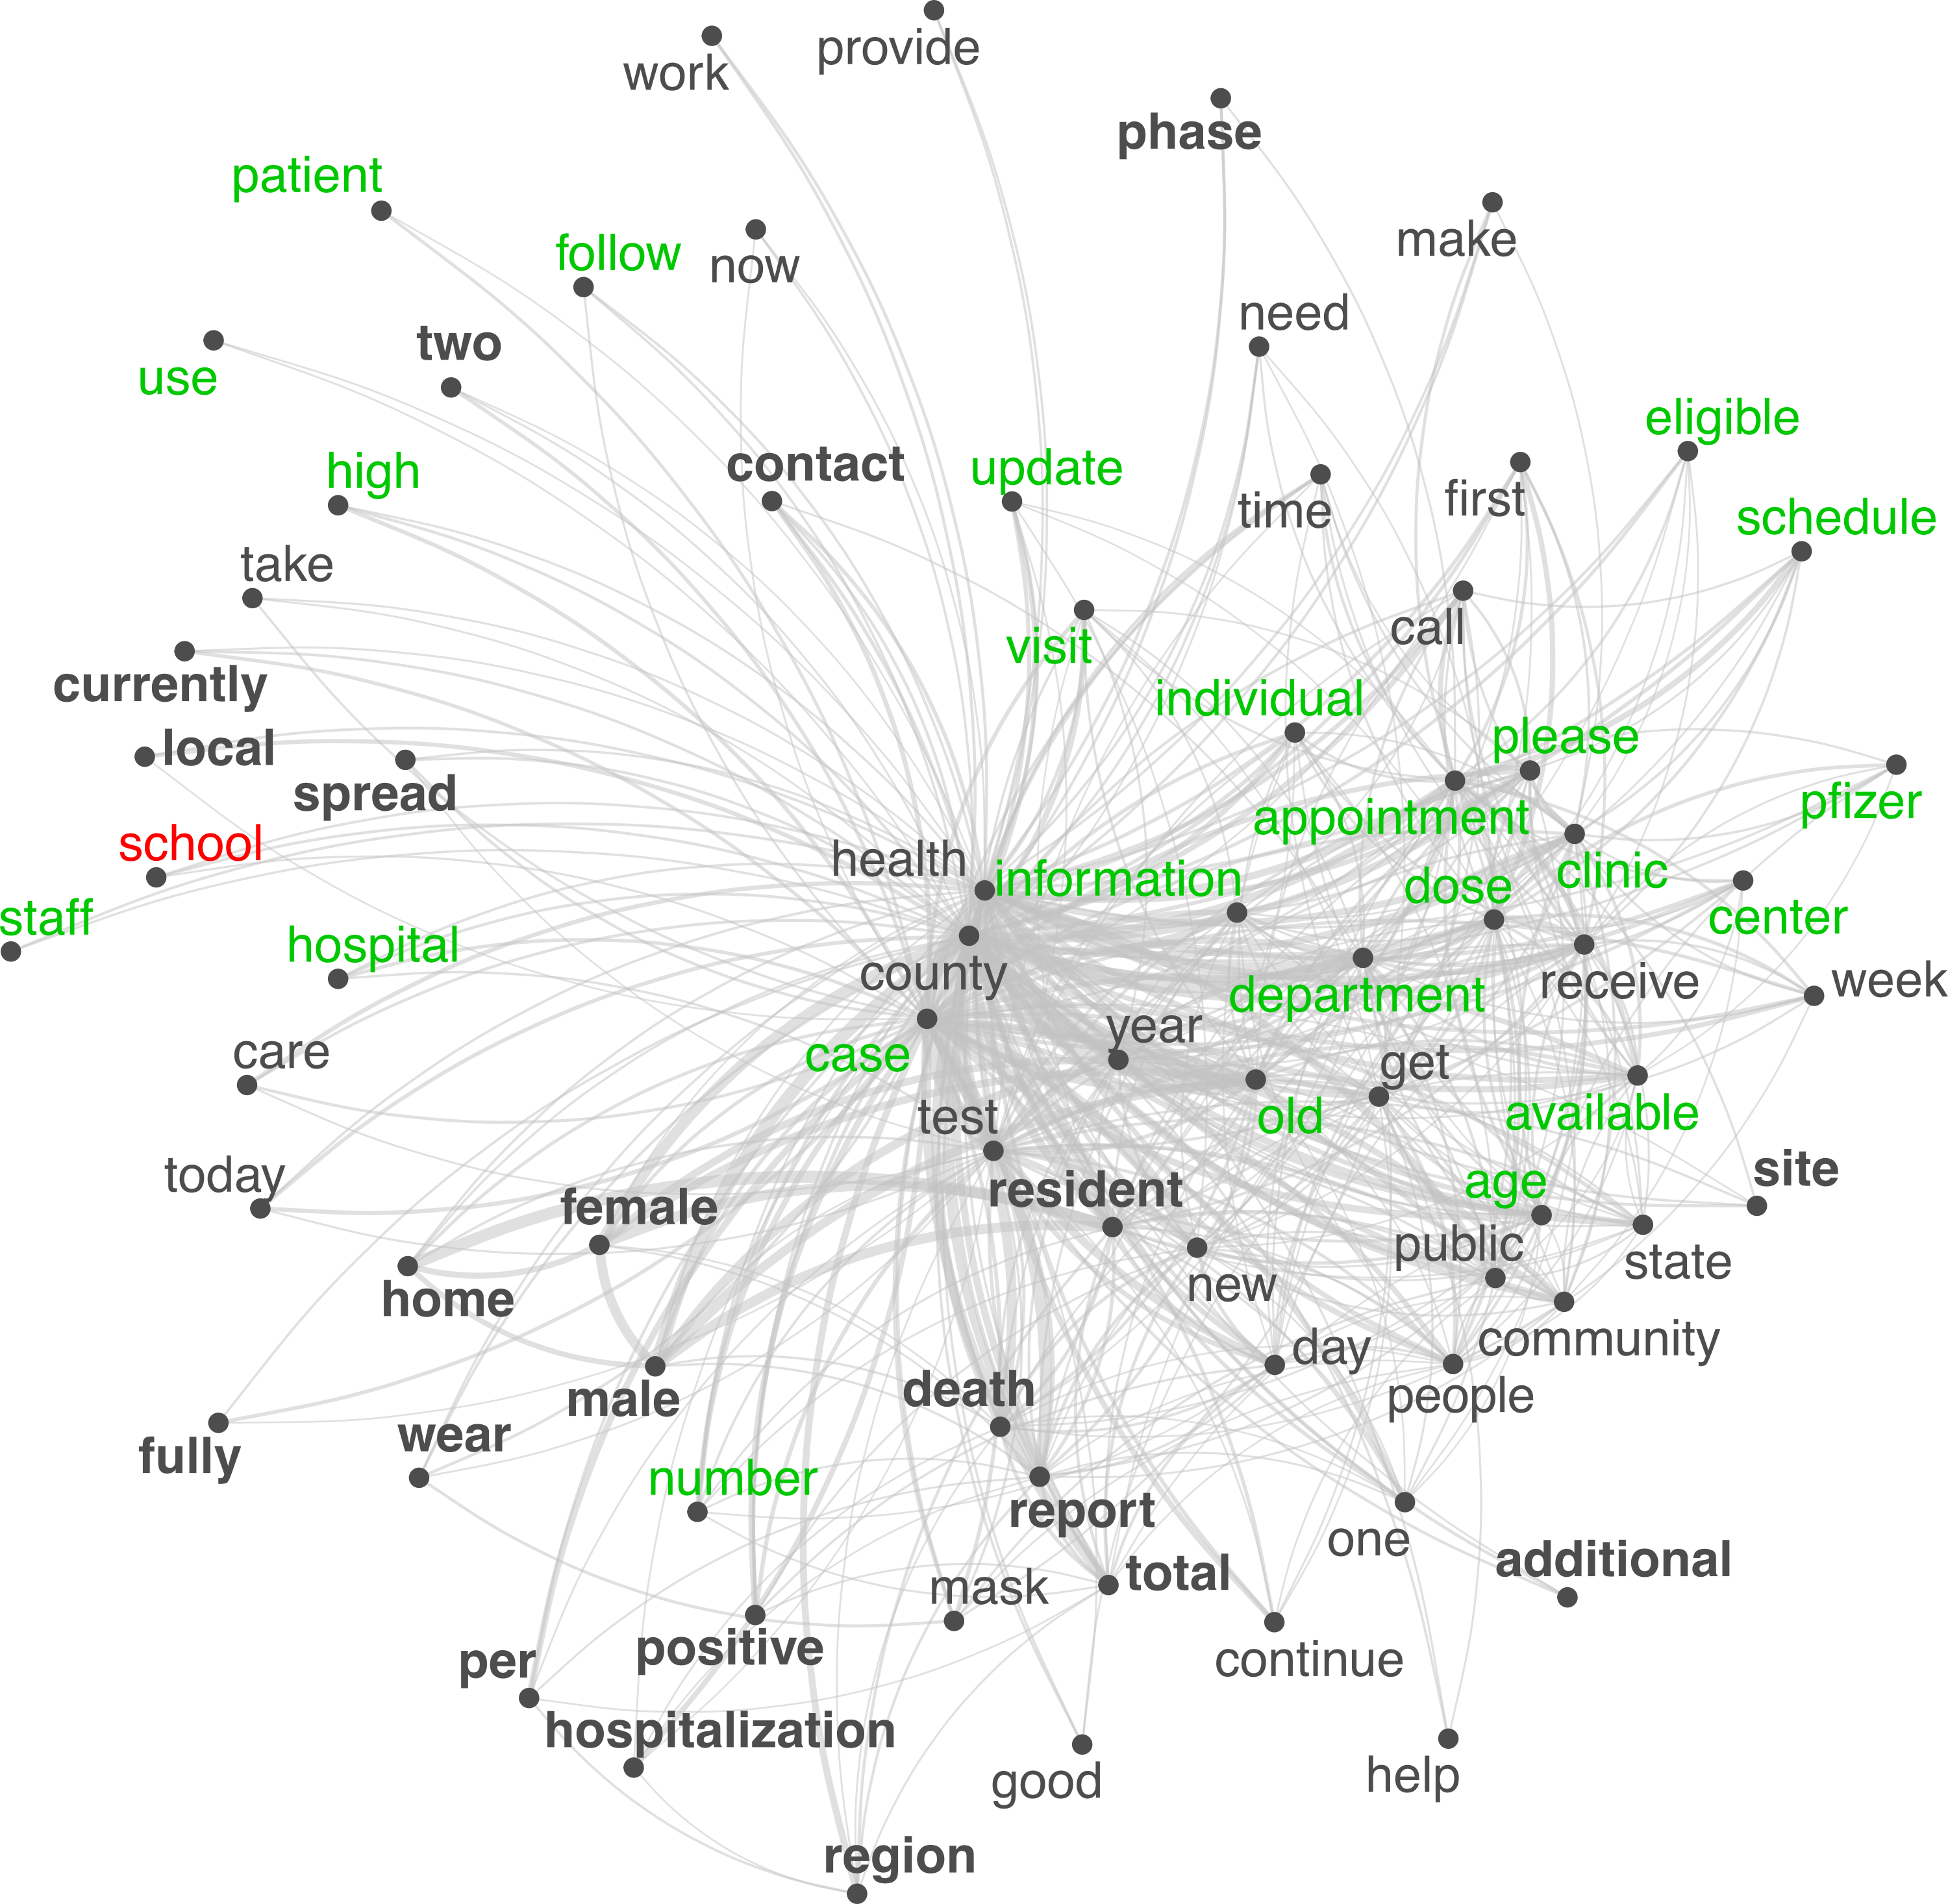 provide
work
phase
patient
make
follow
now
need
two
use
eligible
contact
update
high
time
first
schedule
take
call
visit
currently
individual
local
please
spread
appointment
pfizer
school
health
information
clinic
dose
staff
center
hospital
county
department
receive
week
year
case
care
get
test
old
available
today
site
female
resident
age
public
new
state
home
day
community
death
male
people
wear
fully
number
report
one
additional
total
mask
positive
continue
per
hospitalization
good
help
region